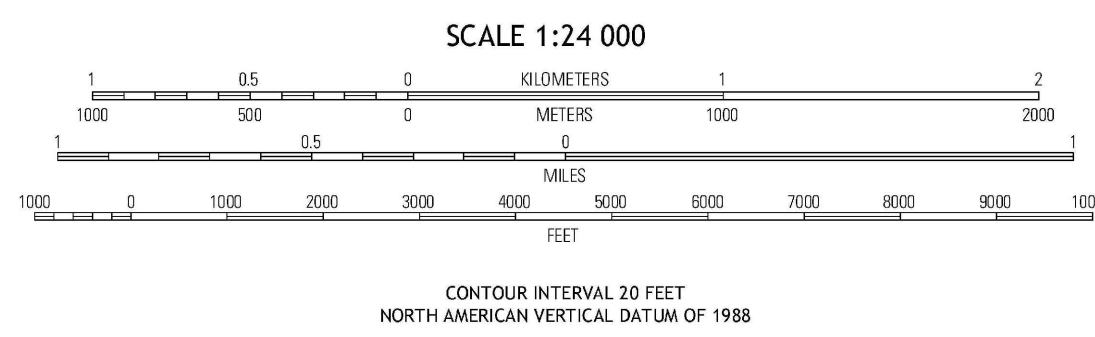 SCALE 1:24 000
1 0.5 0 KILOMETERS 1 2
1000 500 0 METERS 1000 2000
1 0.5 0 1
MILES
1000 0 1000 2000 3000 4000 5000 6000 7000 8000 9000 100
FEET
CONTOUR INTERVAL 20 FEET
NORTH AMERICAN VERTICAL DATUM OF 1988